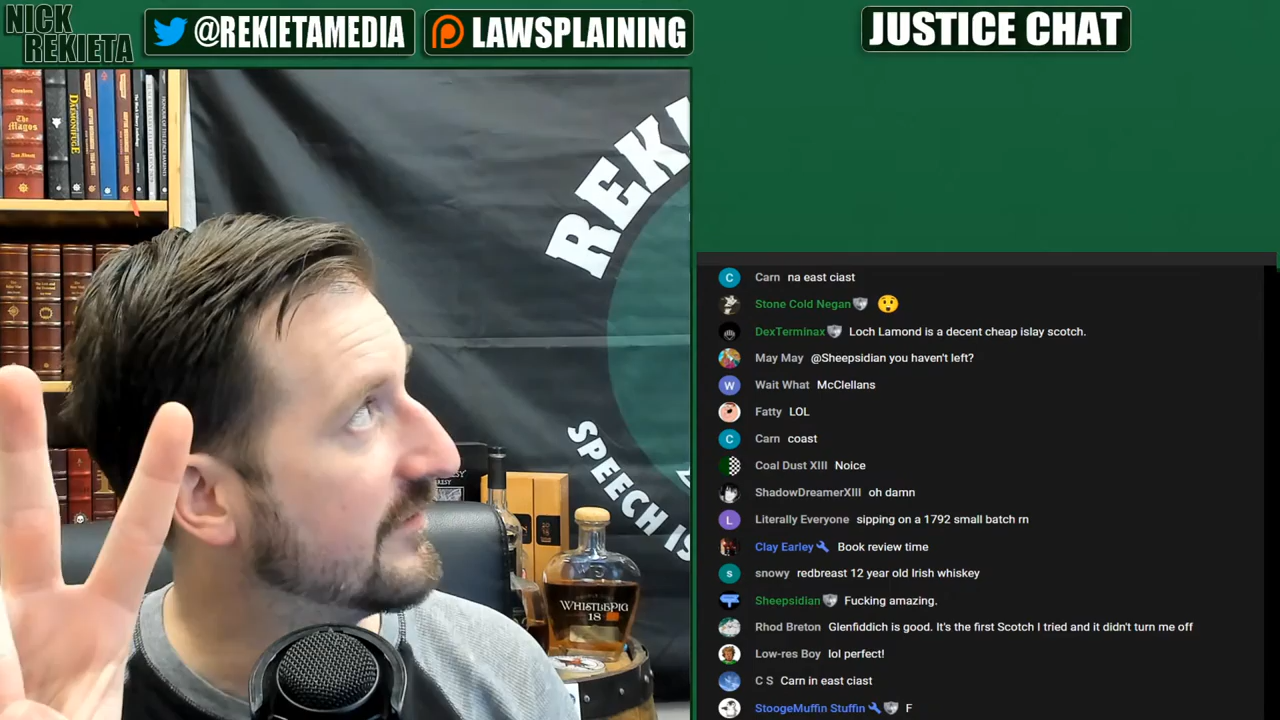 NICK
REKIETA
@REKIETAMEDIA
LAWSPLAINING
JUSTICE CHAT
The
Magos
DAEMONIFUGE
REKI
SPEECH IS
WHISTLEPIG
18
Carn na east ciast
Stone Cold Negan
DexTerminax Loch Lamond is a decent cheap islay scotch.
May May @Sheepsidian you haven't left?
W Wait What McClellans
Fatty LOL
C Carn coast
Coal Dust XIII Noice
ShadowDreamerXIII oh damn
L Literally Everyone sipping on a 1792 small batch rn
Clay Earley Book review time
s snowy redbreast 12 year old Irish whiskey
Sheepsidian Fucking amazing.
Rhod Breton Glenfiddich is good. It's the first Scotch I tried and it didn't turn me off
Low-res Boy lol perfect!
C S Carn in east ciast
StoogeMuffin Stuffin F